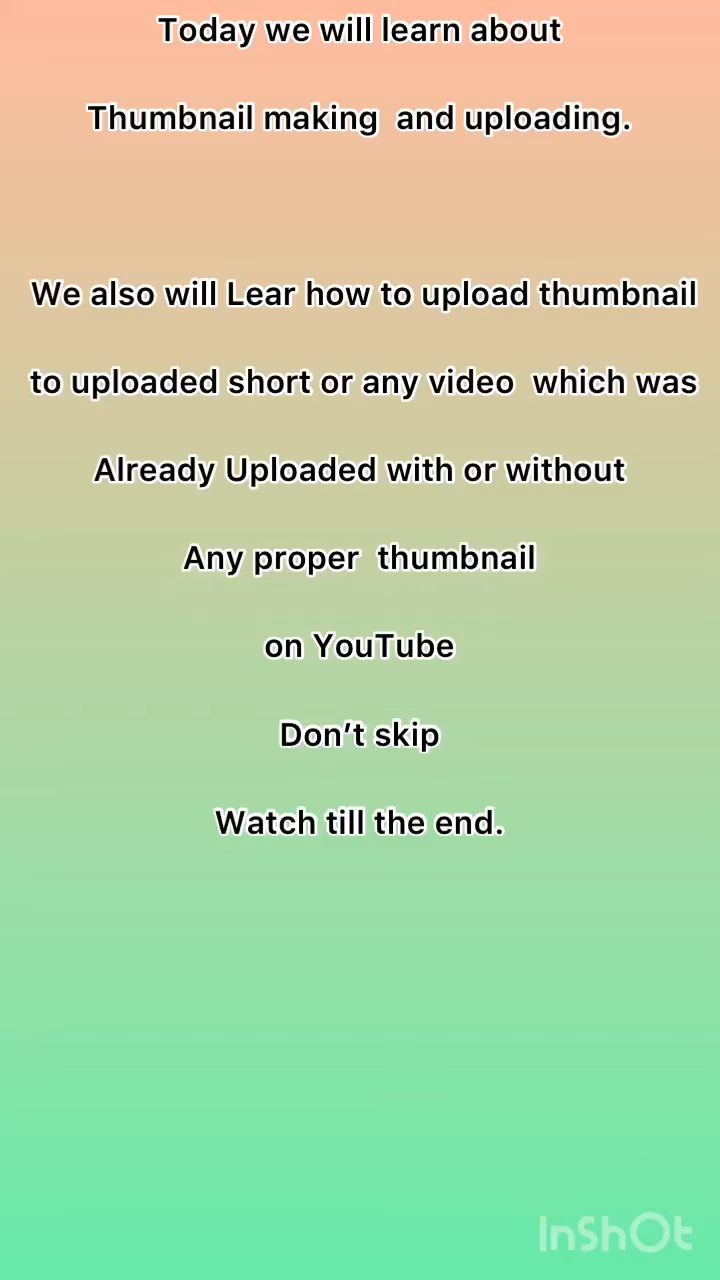 Today we will learn about
Thumbnail making  and uploading.
We also will Lear how to upload thumbnail
to uploaded short or any video  which was
Already Uploaded with or without
Any proper  thumbnail
on YouTube
Don’t skip
Watch till the end.
InShOt